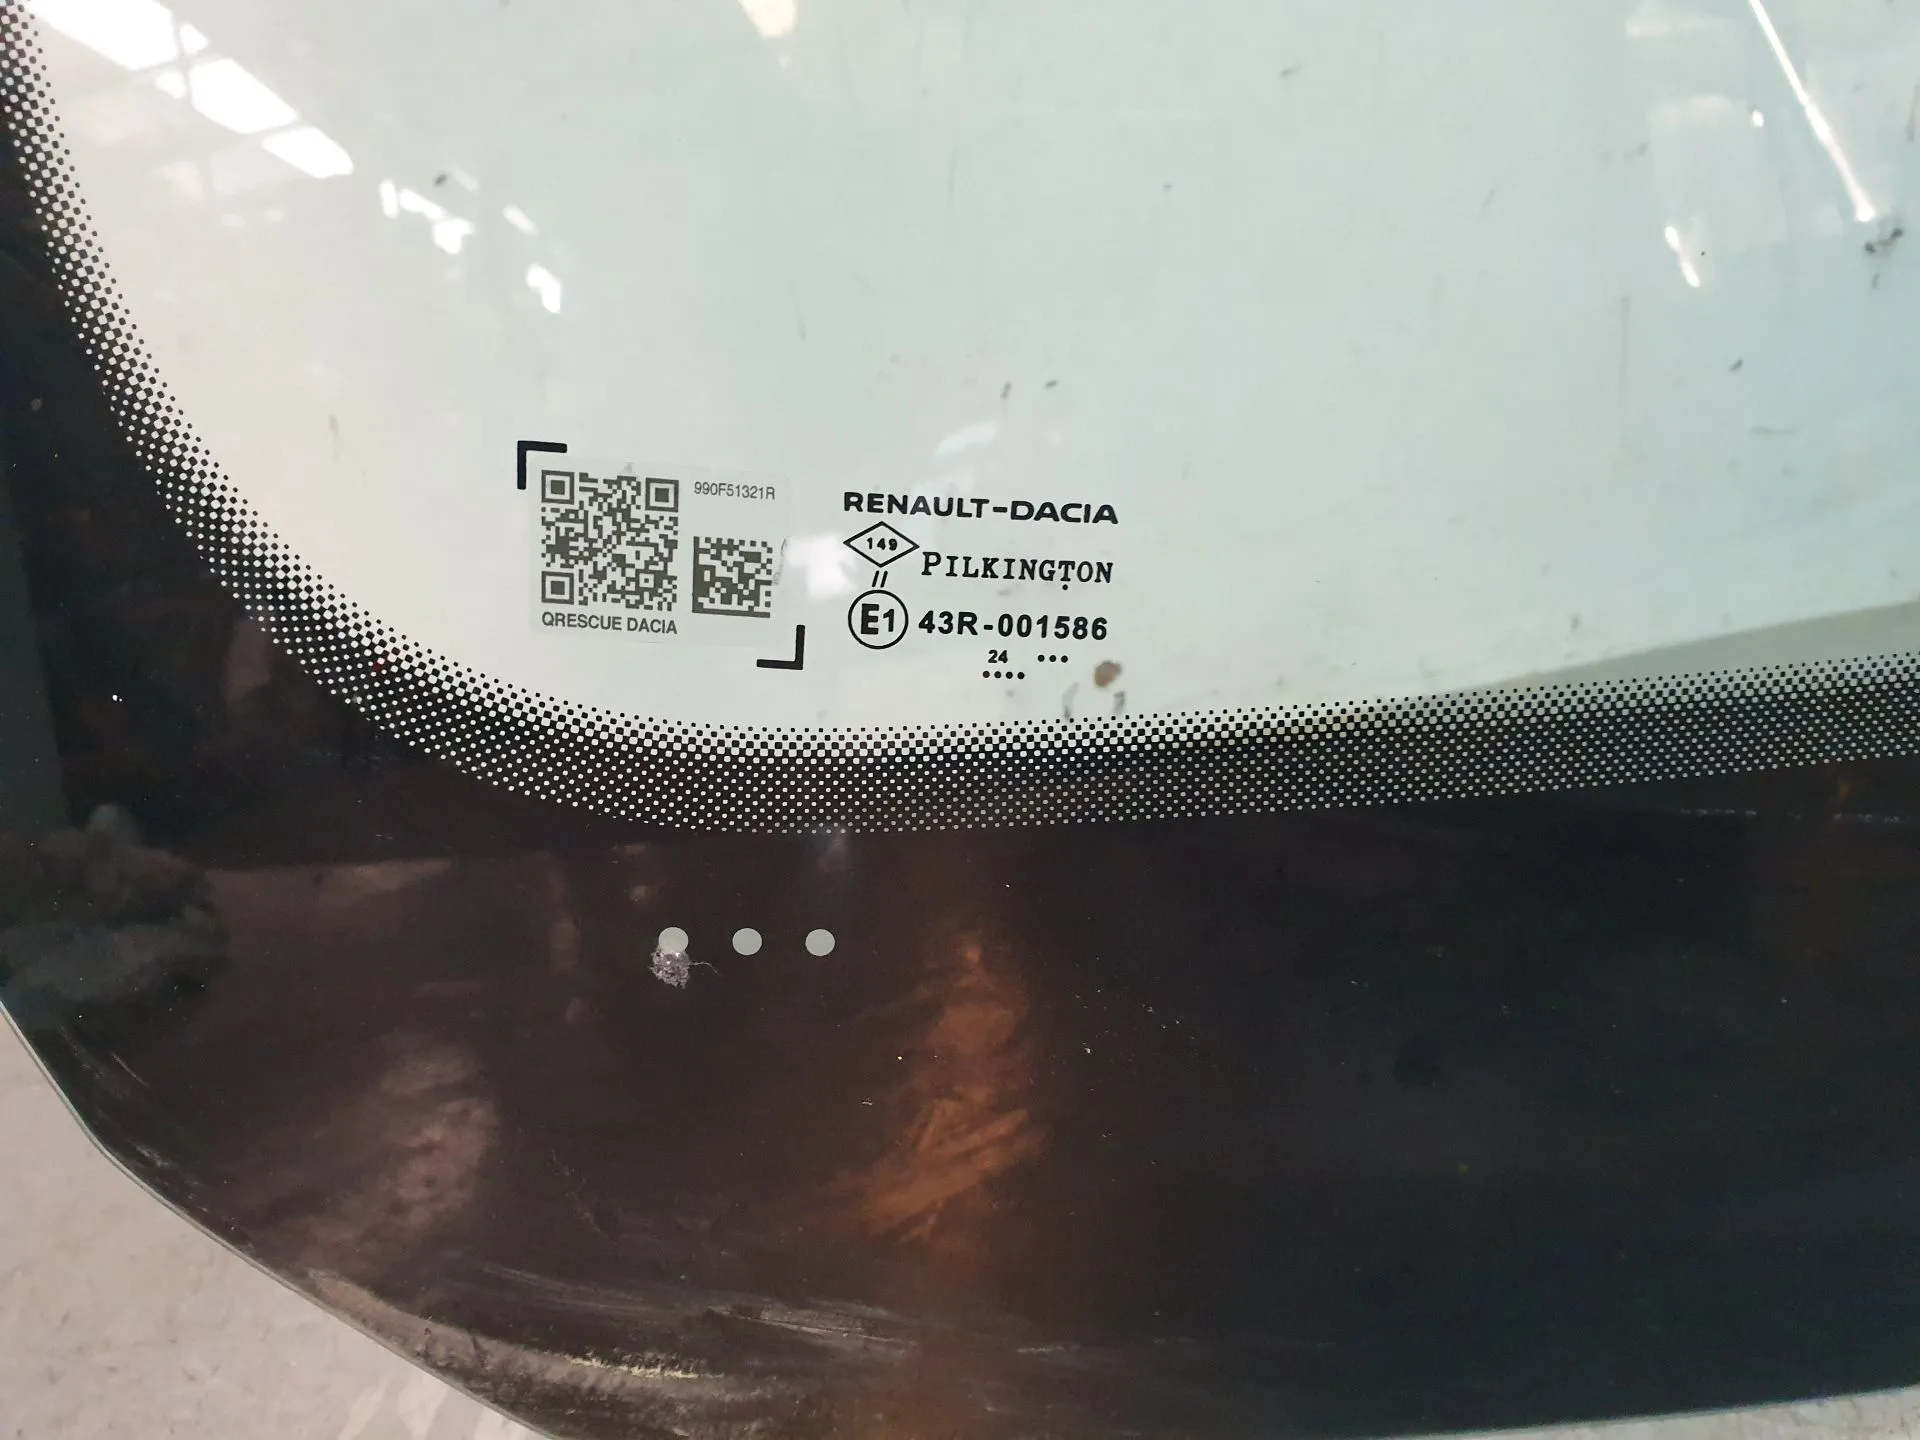 990F51321R
QRESCUE DACIA
RENAULT-DACIA
149
PILKINGTON
//
E1 43R-001586
24 •••
••••